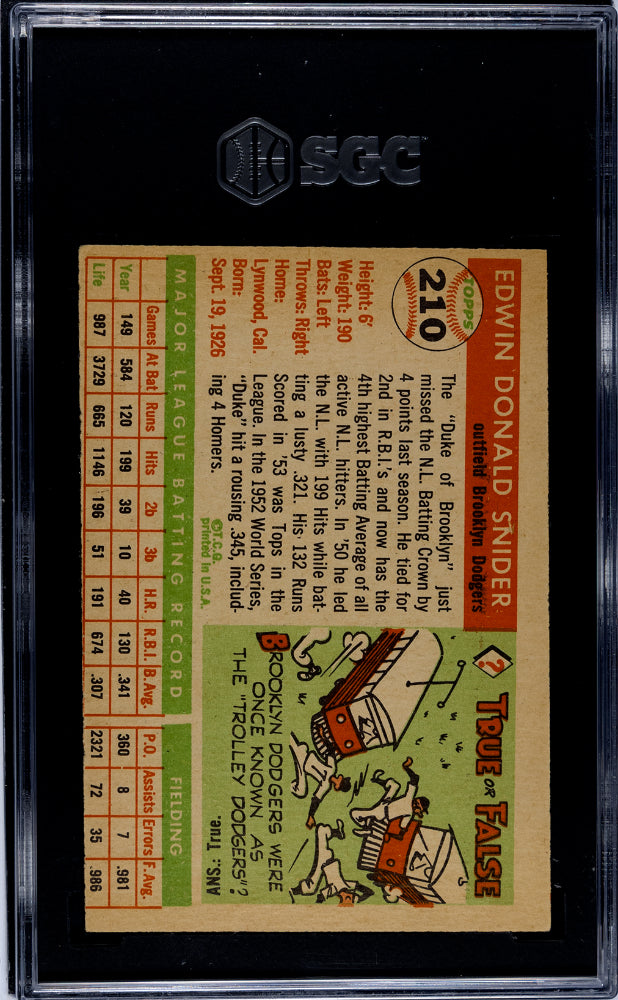 SGC
TOPPS
210
EDWIN DONALD SNIDER
outfield Brooklyn Dodgers
Height: 6'
Weight: 190
Bats: Left
Throws: Right
Home:
Lynwood, Cal.
Born:
Sept. 19, 1926
The "Duke of Brooklyn" just
missed the N.L. Batting Crown by
4 points last season. He tied for
2nd in R.B.I.'s and now has the
4th highest Batting Average of all
active N.L. hitters. In '50 he led
the N.L. with 199 Hits while bat-
ting a lusty .321. His 132 Runs
Scored in '53 was Tops in the
League. In the 1952 World Series,
"Duke" hit a rousing .345, includ-
ing 4 Homers.
©T.C.G.
printed in U.S.A.
?
TRUE OR FALSE
BROOKLYN DODGERS WERE
ONCE KNOWN AS
THE "TROLLEY DODGERS"?
ANS.: True.
MAJOR LEAGUE BATTING RECORD FIELDING
Games At Bat Runs Hits 2b 3b H.R. R.B.I. B. Avg. P.O. Assists Errors F. Avg.
Year 149 584 120 199 39 10 40 130 .341 360 8 7 .981
Life 987 3729 665 1146 196 51 191 674 .307 2321 72 35 .986